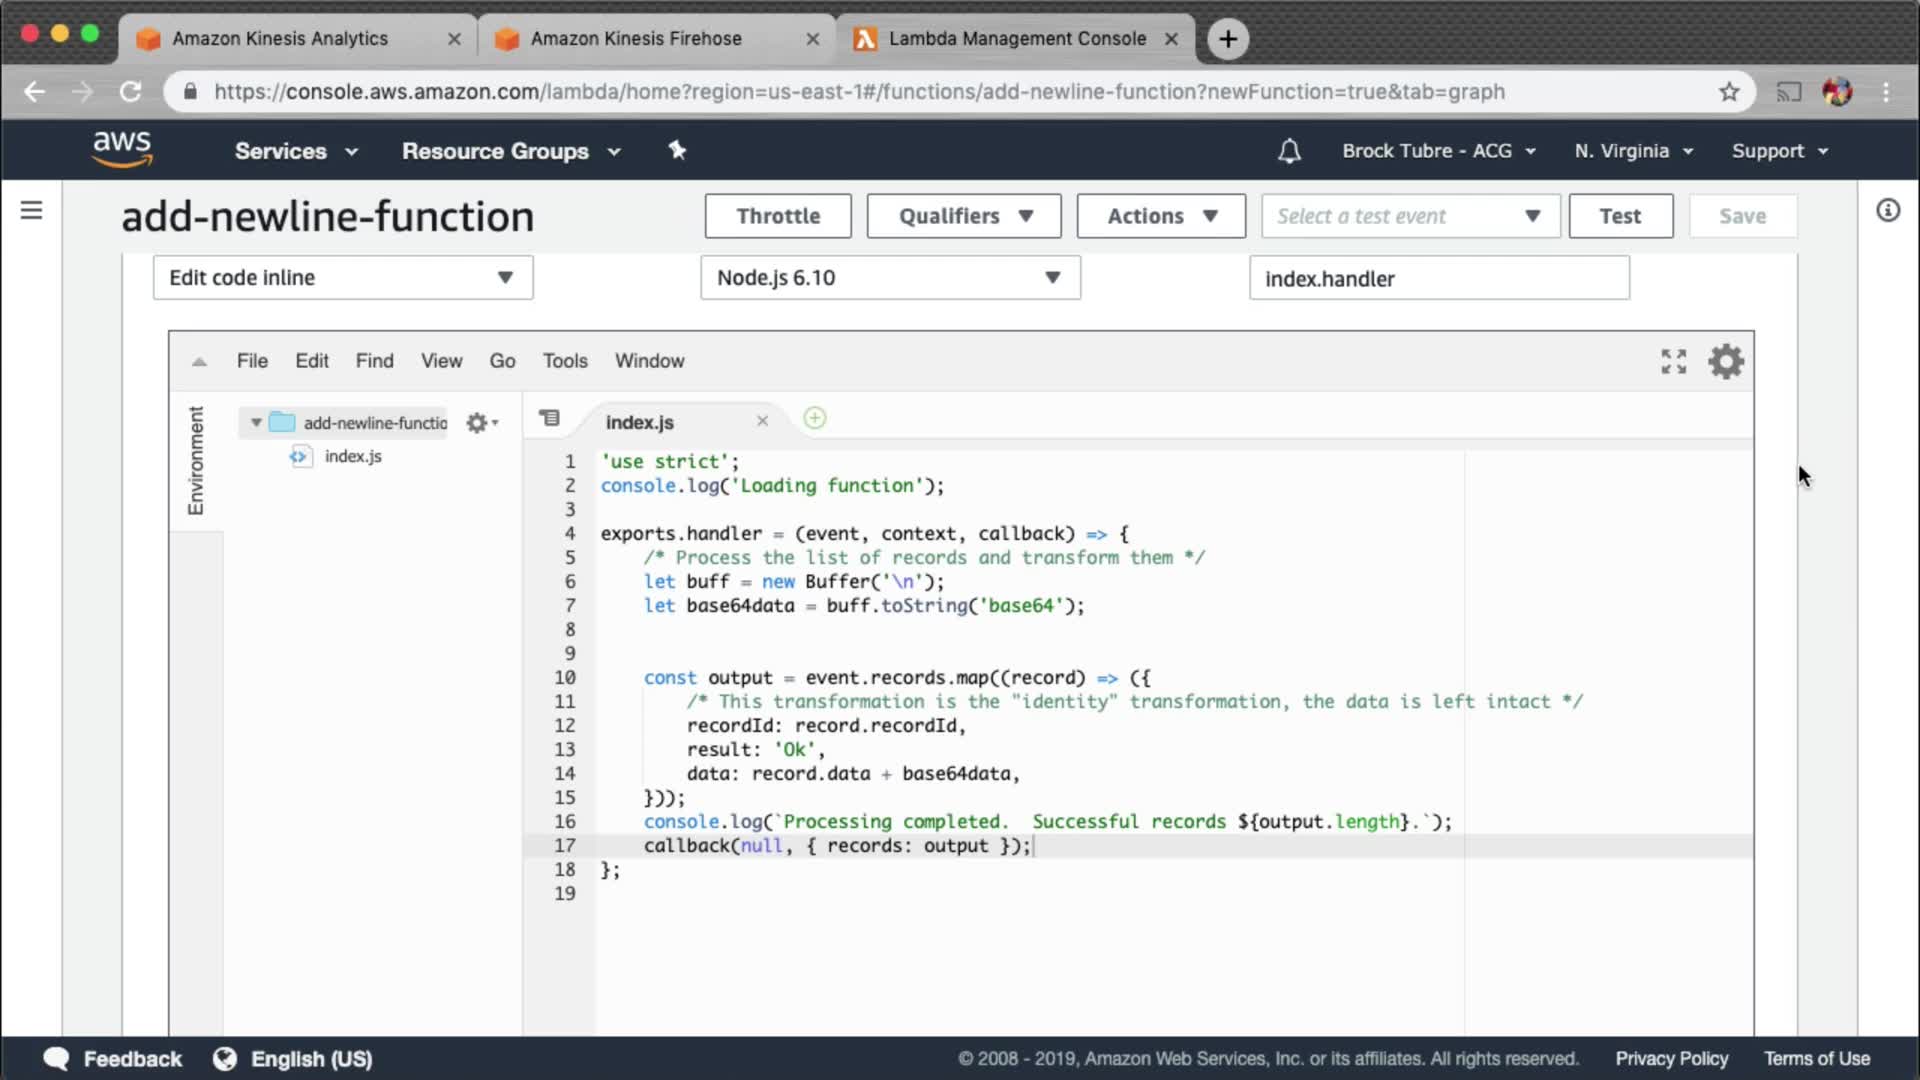 Amazon Kinesis Analytics
Amazon Kinesis Firehose
Lambda Management Console
https://console.aws.amazon.com/lambda/home?region=us-east-1#/functions/add-newline-function?newFunction=true&tab=graph
aws
Services
Resource Groups
Brock Tubre - ACG
N. Virginia
Support
add-newline-function
Throttle
Qualifiers
Actions
Select a test event
Test
Save
Edit code inline
Node.js 6.10
index.handler
File Edit Find View Go Tools Window
Environment
add-newline-functio
index.js
index.js
1 'use strict';
2 console.log('Loading function');
3
4 exports.handler = (event, context, callback) => {
5 /* Process the list of records and transform them */
6 let buff = new Buffer('\n');
7 let base64data = buff.toString('base64');
8
9
10 const output = event.records.map((record) => ({
11 /* This transformation is the "identity" transformation, the data is left intact */
12 recordId: record.recordId,
13 result: 'Ok',
14 data: record.data + base64data,
15 }));
16 console.log(`Processing completed.  Successful records ${output.length}.`);
17 callback(null, { records: output });
18 };
19
Feedback
English (US)
© 2008 - 2019, Amazon Web Services, Inc. or its affiliates. All rights reserved.
Privacy Policy
Terms of Use